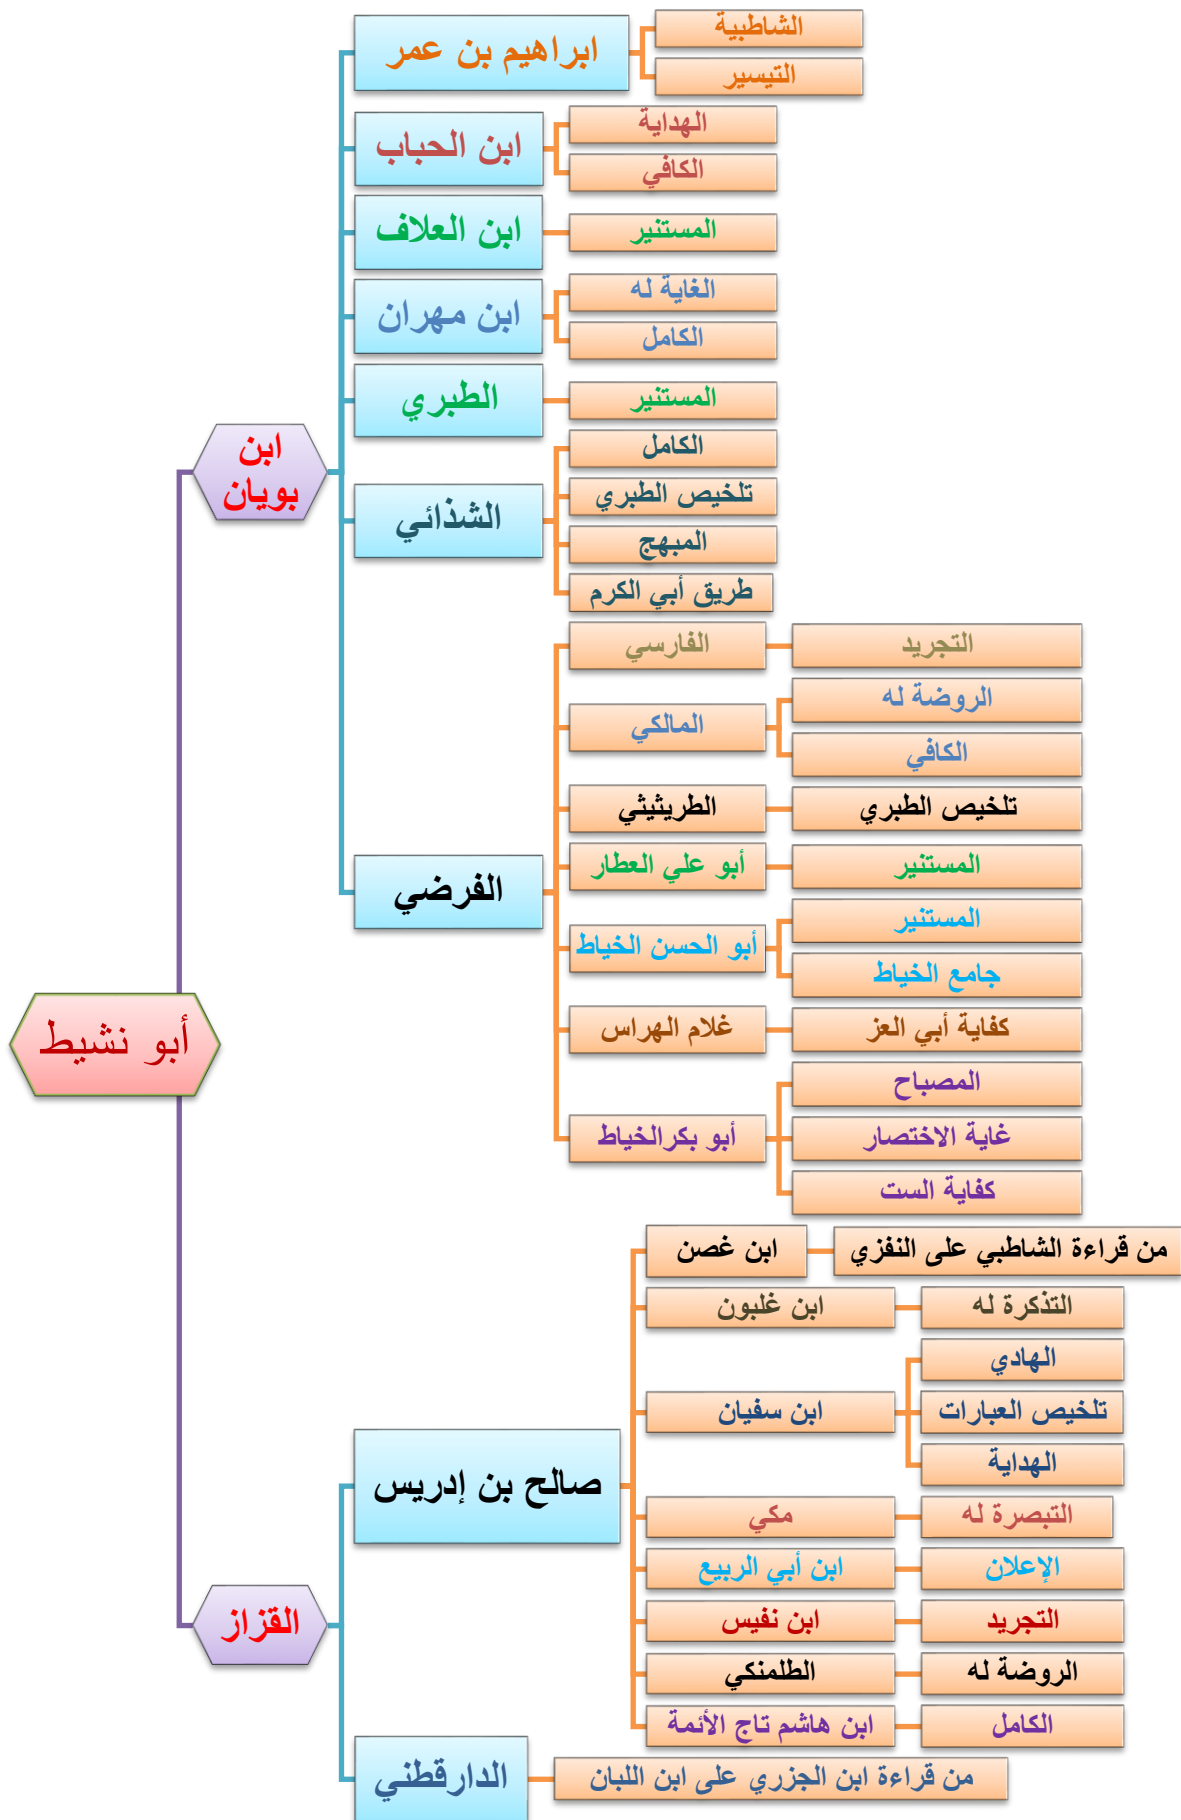 أبو نشيط
ابن
بويان
ابراهيم بن عمر
الشاطبية
التيسير
ابن الحباب
الهداية
الكافي
ابن العلاف
المستنير
ابن مهران
الغاية له
الكامل
الطبري
المستنير
الشذائي
الكامل
تلخيص الطبري
المبهج
طريق أبي الكرم
الفرضي
الفارسي
التجريد
المالكي
الروضة له
الكافي
الطريثيثي
تلخيص الطبري
أبو علي العطار
المستنير
أبو الحسن الخياط
المستنير
جامع الخياط
غلام الهراس
كفاية أبي العز
أبو بكرالخياط
المصباح
غاية الاختصار
كفاية الست
القزاز
صالح بن إدريس
ابن غصن
من قراءة الشاطبي على النفزي
ابن غلبون
التذكرة له
ابن سفيان
الهادي
تلخيص العبارات
الهداية
مكي
التبصرة له
ابن أبي الربيع
الإعلان
ابن نفيس
التجريد
الطلمنكي
الروضة له
ابن هاشم تاج الأئمة
الكامل
الدارقطني
من قراءة ابن الجزري على ابن اللبان